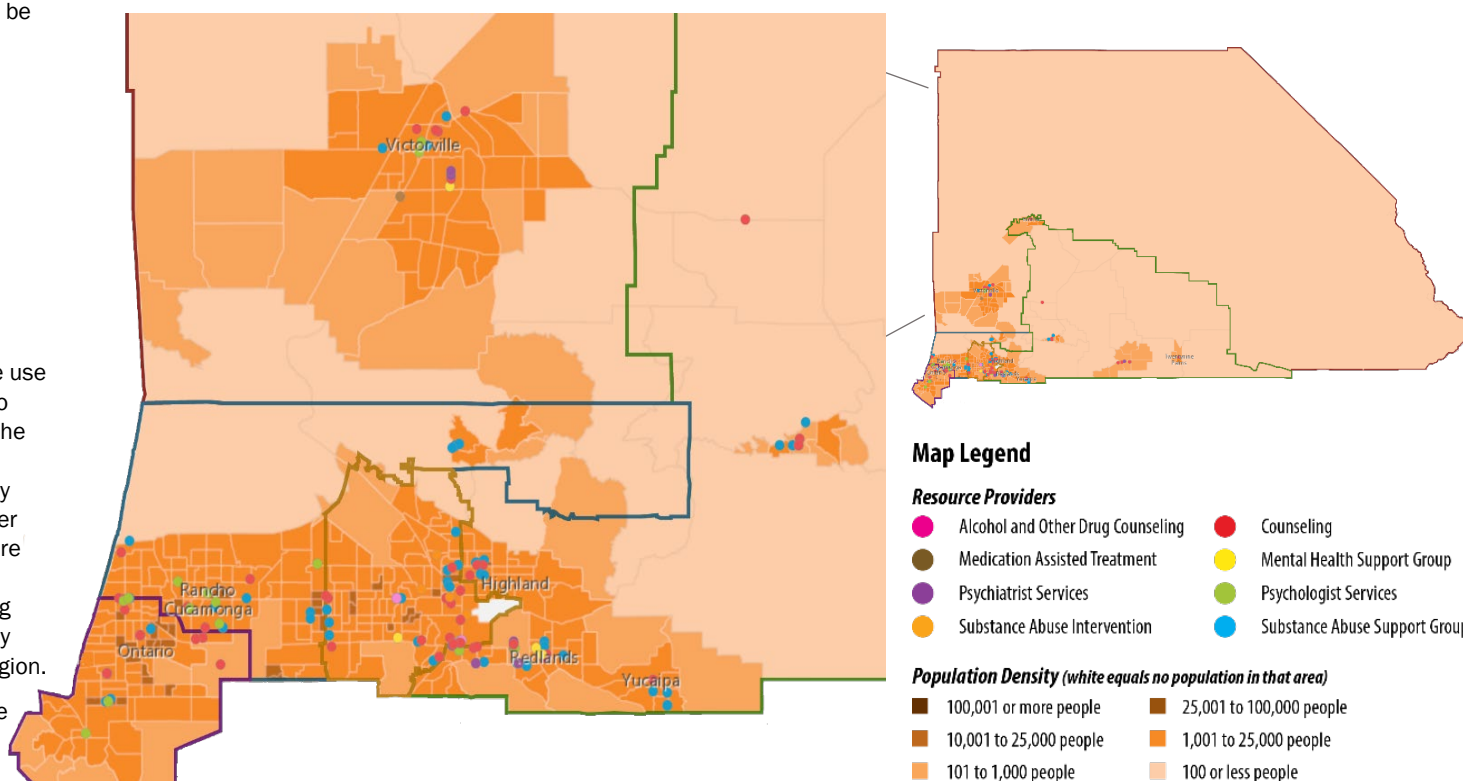 be
e use
o
he
y
er
re
g
y
gion.
e
Victorville
Rancho
Cucamonga
Ontario
Highland
Redlands
Yucaipa
Map Legend
Resource Providers
Alcohol and Other Drug Counseling
Counseling
Medication Assisted Treatment
Mental Health Support Group
Psychiatrist Services
Psychologist Services
Substance Abuse Intervention
Substance Abuse Support Group
Population Density (white equals no population in that area)
100,001 or more people
25,001 to 100,000 people
10,001 to 25,000 people
1,001 to 25,000 people
101 to 1,000 people
100 or less people